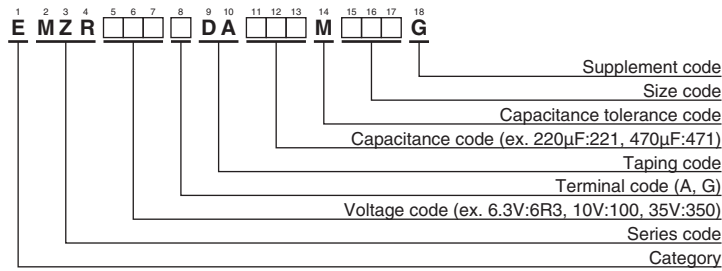 1 2 3 4 5 6 7 8 9 10 11 12 13 14 15 16 17 18
E M Z R D A M G
Supplement code
Size code
Capacitance tolerance code
Capacitance code (ex. 220µF:221, 470µF:471)
Taping code
Terminal code (A, G)
Voltage code (ex. 6.3V:6R3, 10V:100, 35V:350)
Series code
Category